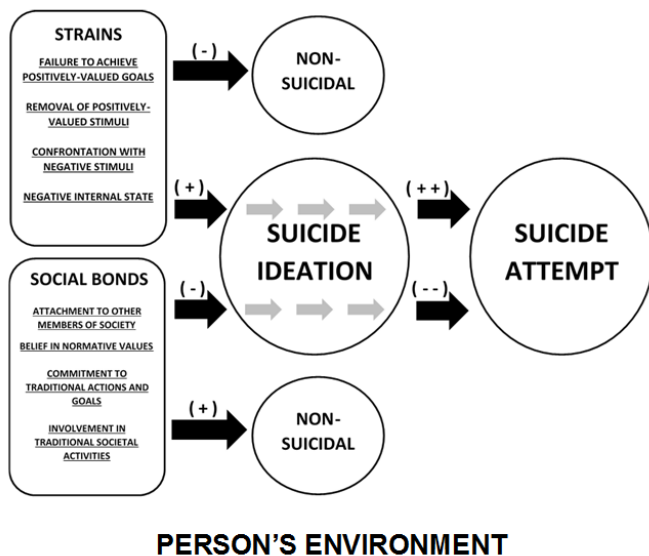 STRAINS
FAILURE TO ACHIEVE
POSITIVELY-VALUED GOALS
REMOVAL OF POSITIVELY-
VALUED STIMULI
CONFRONTATION WITH
NEGATIVE STIMULI
NEGATIVE INTERNAL STATE
(-)
NON-
SUICIDAL
(+)
SUICIDE
IDEATION
(++)
SUICIDE
ATTEMPT
SOCIAL BONDS
ATTACHMENT TO OTHER
MEMBERS OF SOCIETY
BELIEF IN NORMATIVE VALUES
COMMITMENT TO
TRADITIONAL ACTIONS AND
GOALS
INVOLVEMENT IN
TRADITIONAL SOCIETAL
ACTIVITIES
(-)
(--)
(+)
NON-
SUICIDAL
PERSON'S ENVIRONMENT